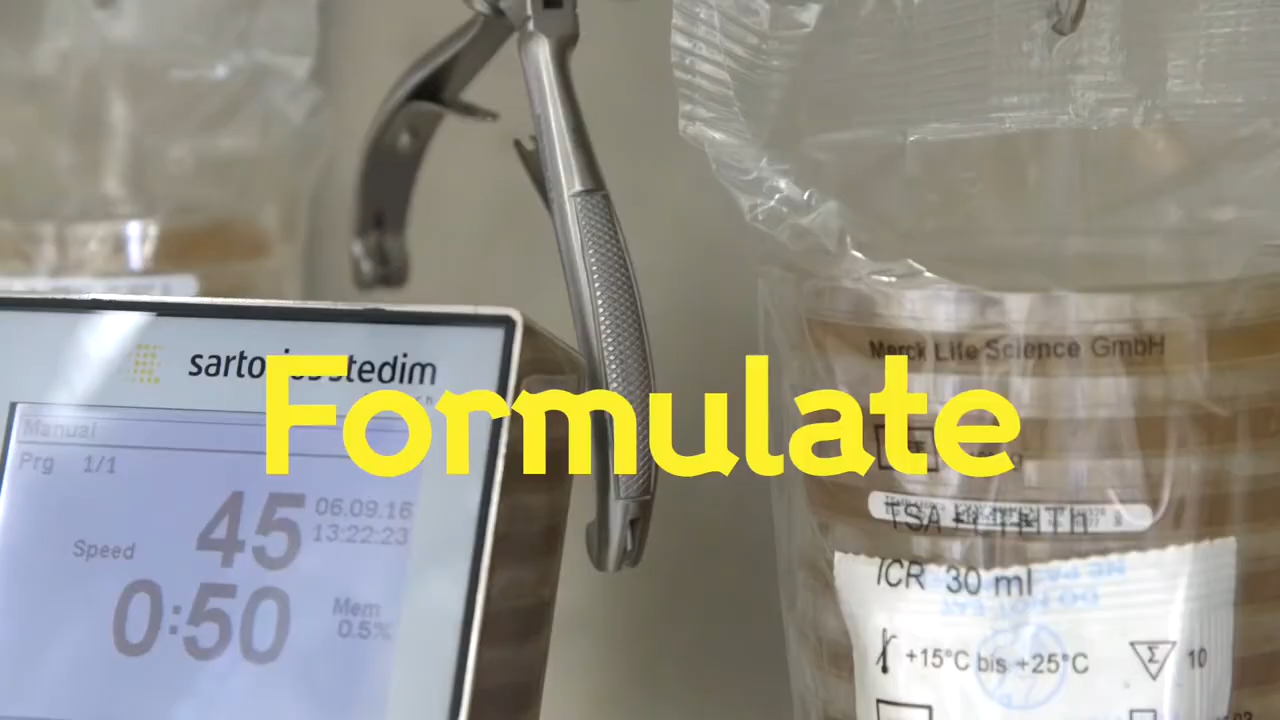 sartorius stedim
Formulate
Manual
Prg 1/1
45
06.09.16
13:22:23
Speed
0:50
Mem
0.5%
Merck Life Science GmbH
TSA
ICR 30 ml
+15°C bis +25°C
Σ 10